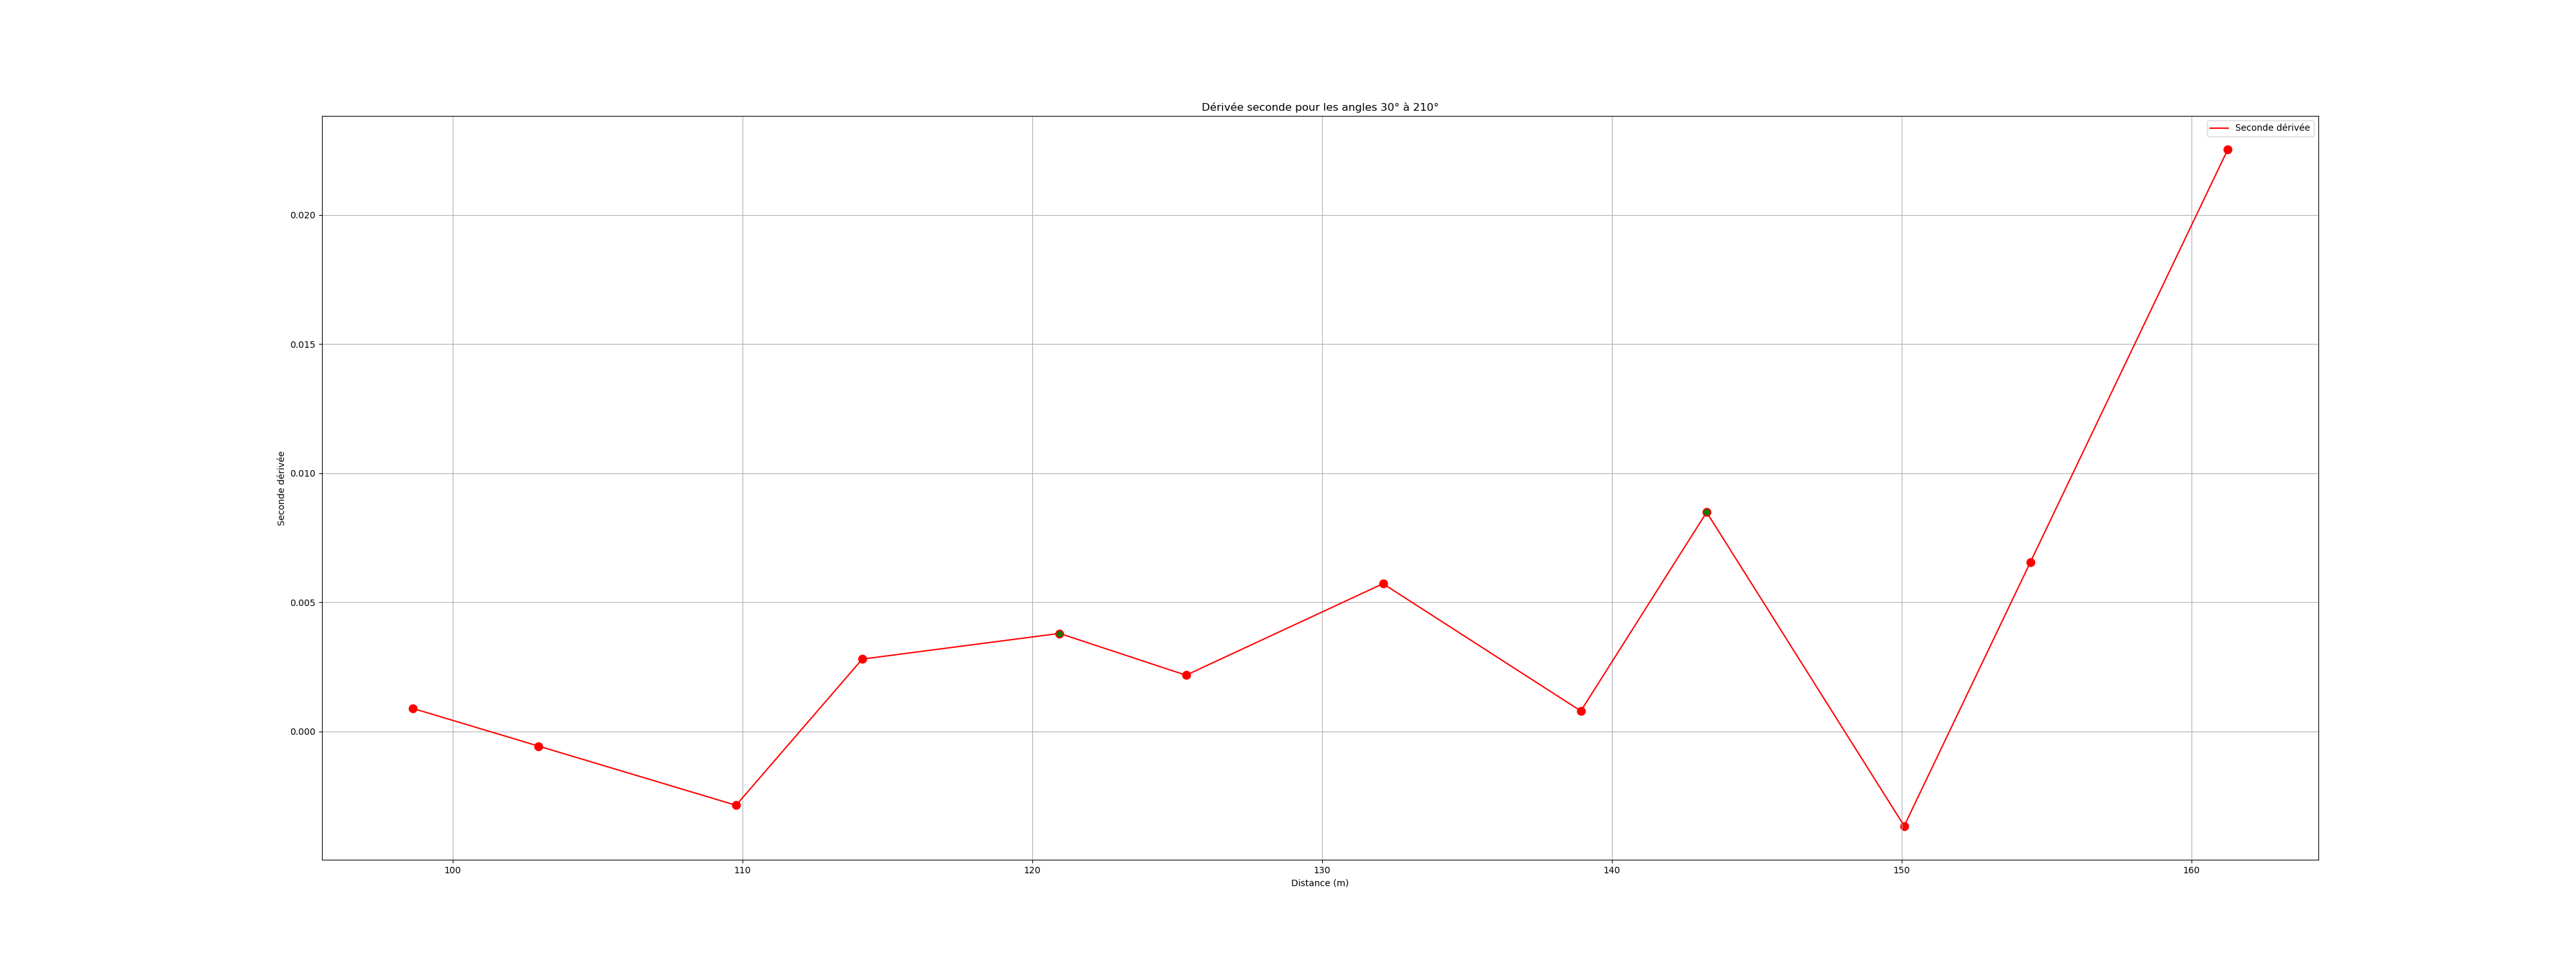 Dérivée seconde pour les angles 30° à 210°
Seconde dérivée
0.020
0.015
0.010
0.005
0.000
Seconde dérivée
100 110 120 130 140 150 160
Distance (m)